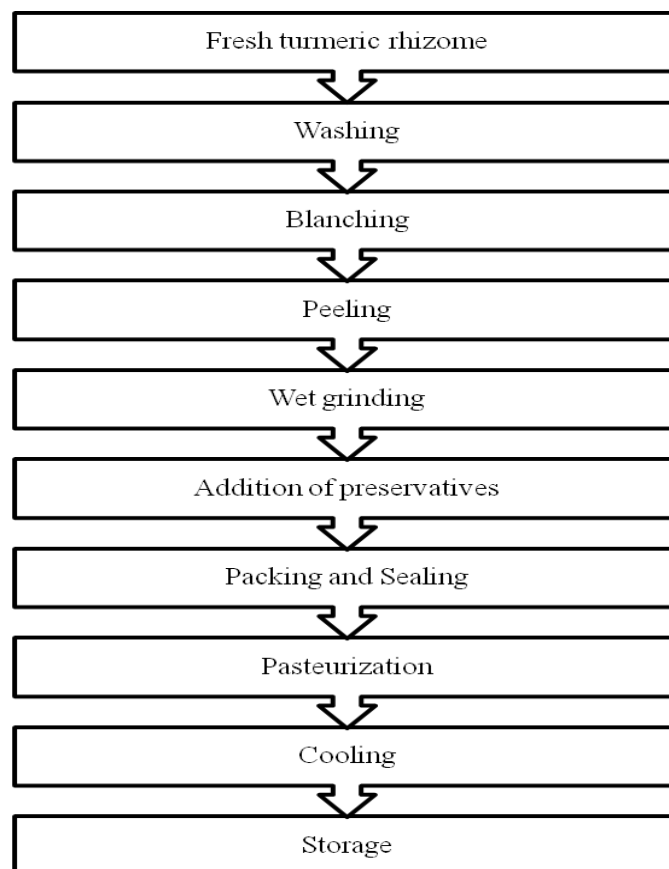 Fresh turmeric rhizome
Washing
Blanching
Peeling
Wet grinding
Addition of preservatives
Packing and Sealing
Pasteurization
Cooling
Storage